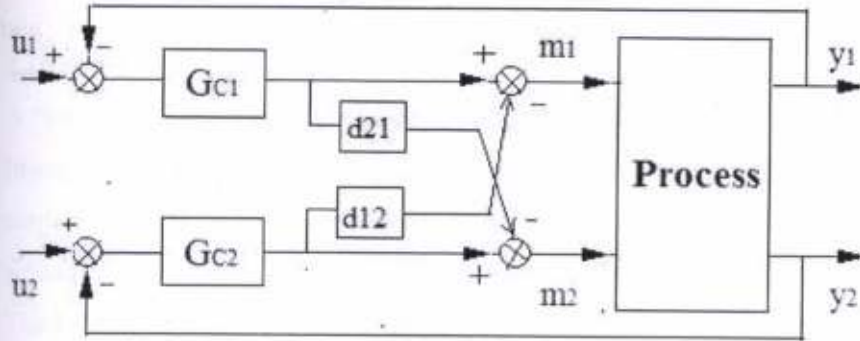 u1
+
−
GC1
+
−
m1
y1
d21
Process
d12
u2
+
−
GC2
+
−
m2
y2